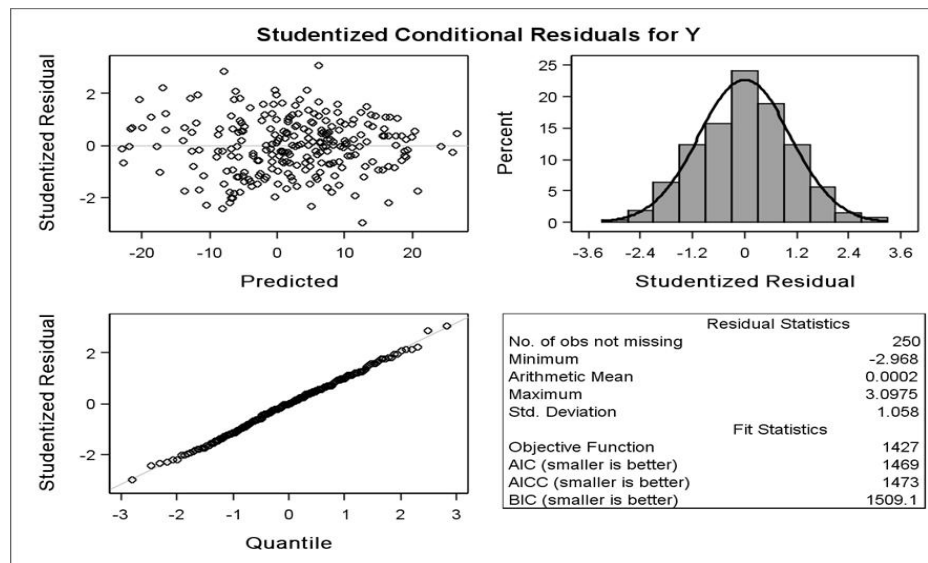 Studentized Conditional Residuals for Y
Studentized Residual
2
0
-2
-20 -10 0 10 20
Predicted
Percent
25
20
15
10
5
0
-3.6 -2.4 -1.2 0 1.2 2.4 3.6
Studentized Residual
Studentized Residual
2
0
-2
-3 -2 -1 0 1 2 3
Quantile
Residual Statistics
No. of obs not missing 250
Minimum -2.968
Arithmetic Mean 0.0002
Maximum 3.0975
Std. Deviation 1.058
Fit Statistics
Objective Function 1427
AIC (smaller is better) 1469
AICC (smaller is better) 1473
BIC (smaller is better) 1509.1